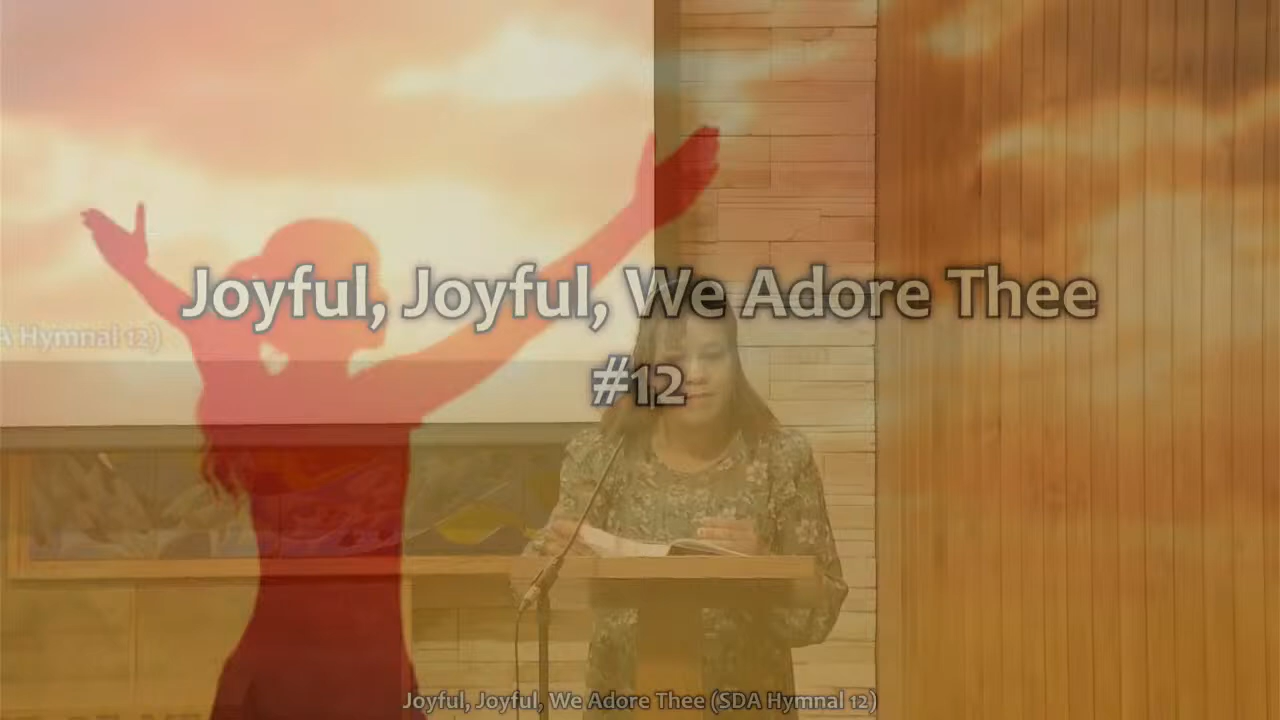 Joyful, Joyful, We Adore Thee
A Hymnal 12)
#12
Joyful, Joyful, We Adore Thee (SDA Hymnal 12)